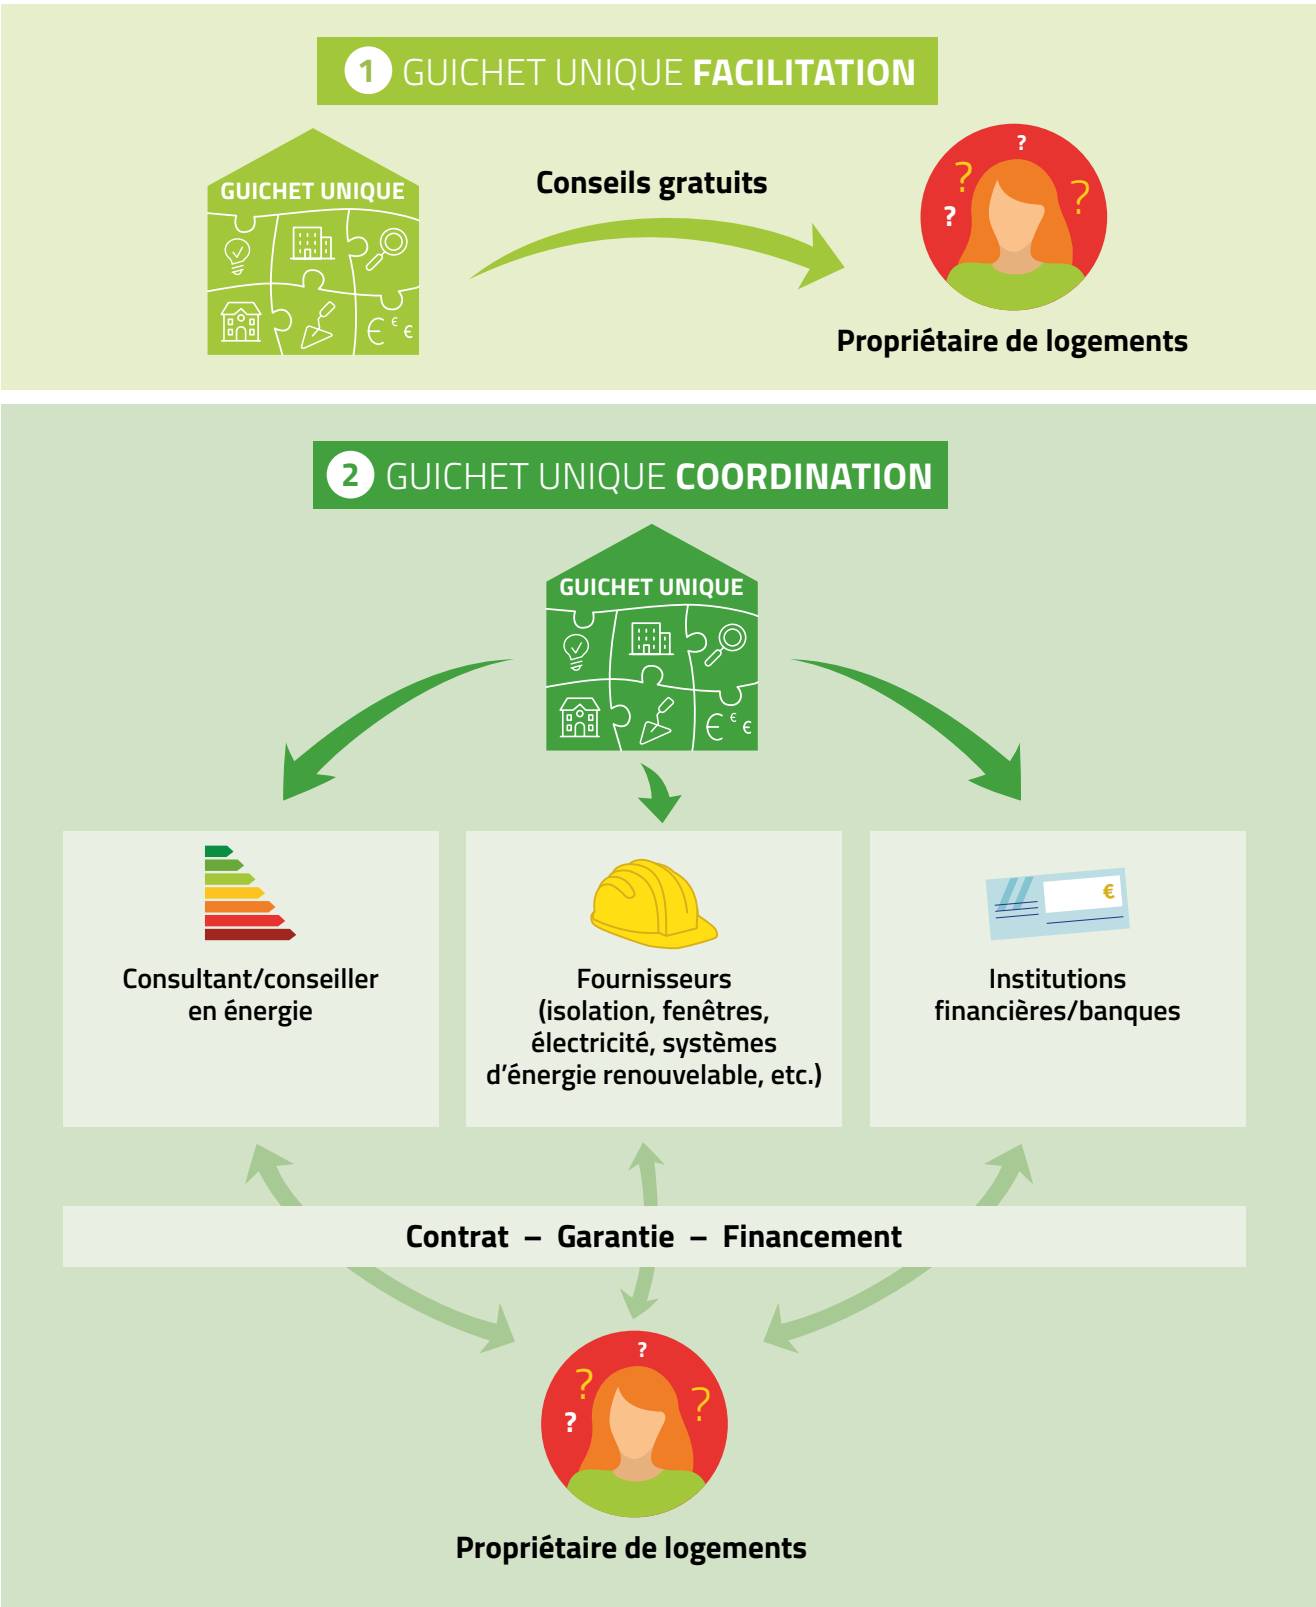 1 GUICHET UNIQUE FACILITATION
GUICHET UNIQUE
€ € €
Conseils gratuits
? ? ? ?
Propriétaire de logements
2 GUICHET UNIQUE COORDINATION
GUICHET UNIQUE
€ € €
Consultant/conseiller
en énergie
Fournisseurs
(isolation, fenêtres,
électricité, systèmes
d'énergie renouvelable, etc.)
€
Institutions
financières/banques
Contrat – Garantie – Financement
? ? ? ?
Propriétaire de logements